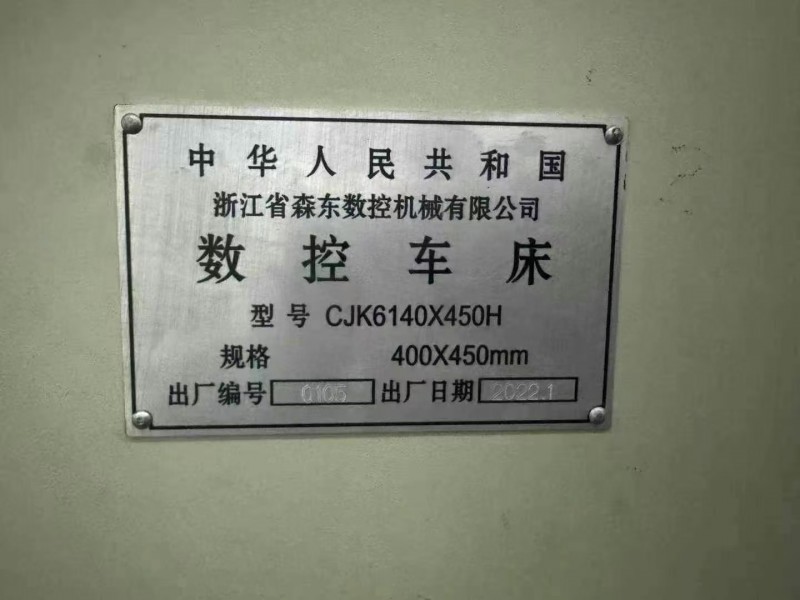 中华人民共和国
浙江省森东数控机械有限公司
数控车床
型号 CJK6140X450H
规格 400X450mm
出厂编号 0105 出厂日期 2022.1